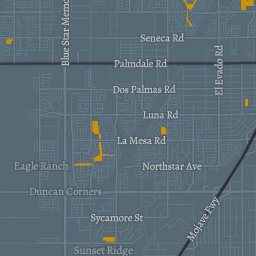 Seneca Rd
Blue Star Memo
Palmdale Rd
El Evado Rd
Dos Palmas Rd
Luna Rd
La Mesa Rd
Eagle Ranch
Northstar Ave
Duncan Corners
Sycamore St
Mojave Fwy
Sunset Ridge